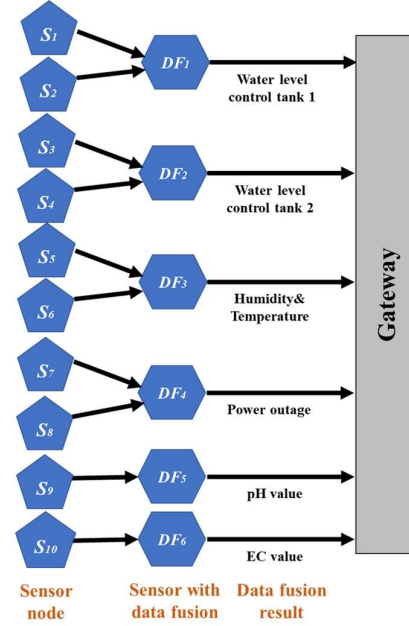 S1
S2
DF1
Water level
control tank 1
S3
S4
DF2
Water level
control tank 2
S5
S6
DF3
Humidity&
Temperature
S7
S8
DF4
Power outage
S9
DF5
pH value
S10
DF6
EC value
Gateway
Sensor
node
Sensor with
data fusion
Data fusion
result